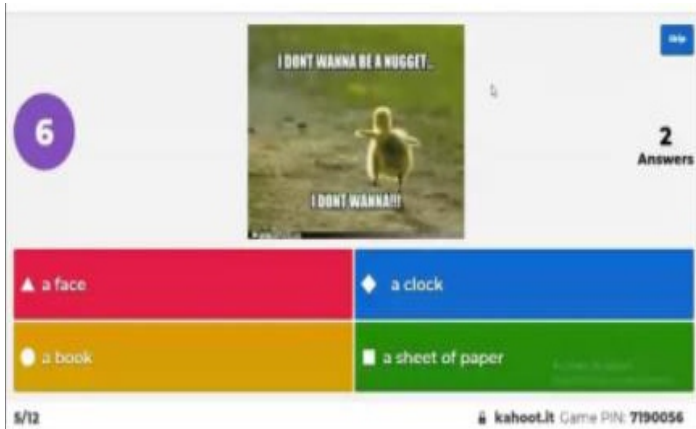 I DONT WANNA BE A NUGGET...
Skip
6
2
Answers
I DONT WANNA!!!
a face
a clock
a book
a sheet of paper
5/12
kahoot.it Game PIN: 7190056